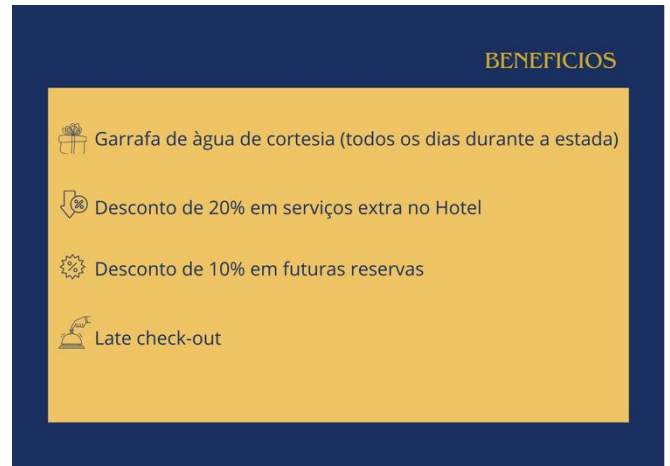 BENEFICIOS
Garrafa de àgua de cortesia (todos os dias durante a estada)
Desconto de 20% em serviços extra no Hotel
Desconto de 10% em futuras reservas
Late check-out